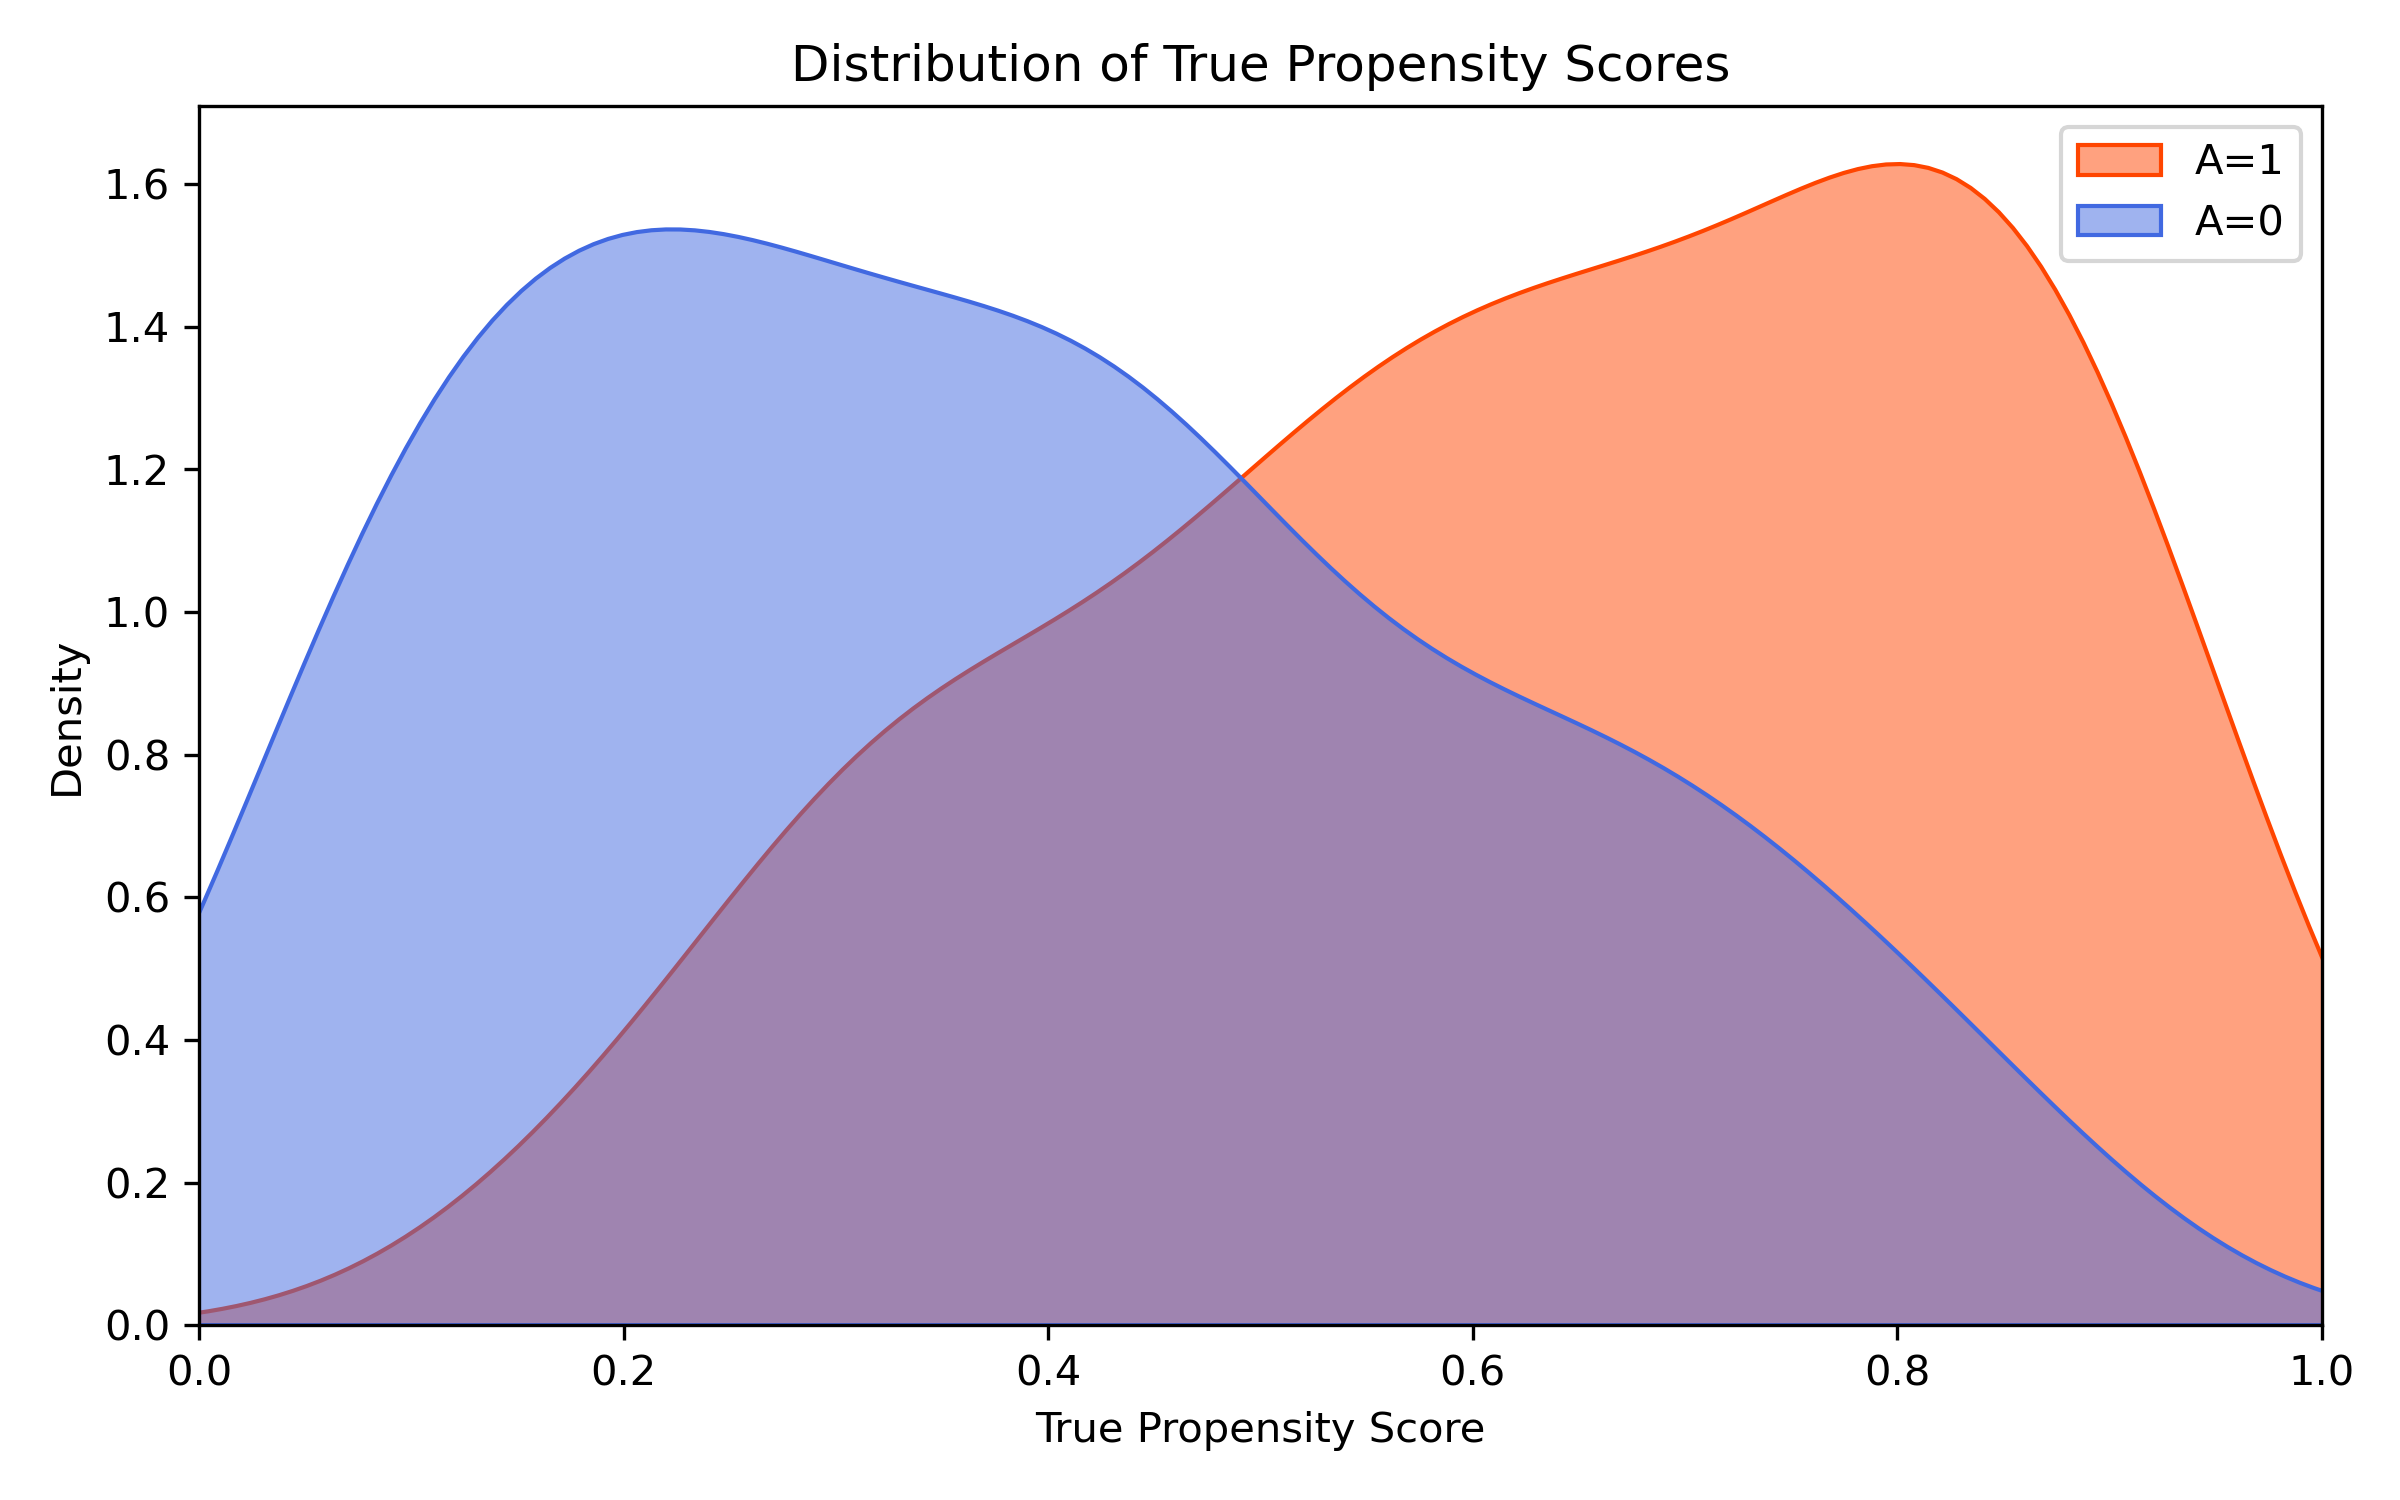 Distribution of True Propensity Scores
A=1
A=0
Density
1.6
1.4
1.2
1.0
0.8
0.6
0.4
0.2
0.0
0.0 0.2 0.4 0.6 0.8 1.0
True Propensity Score